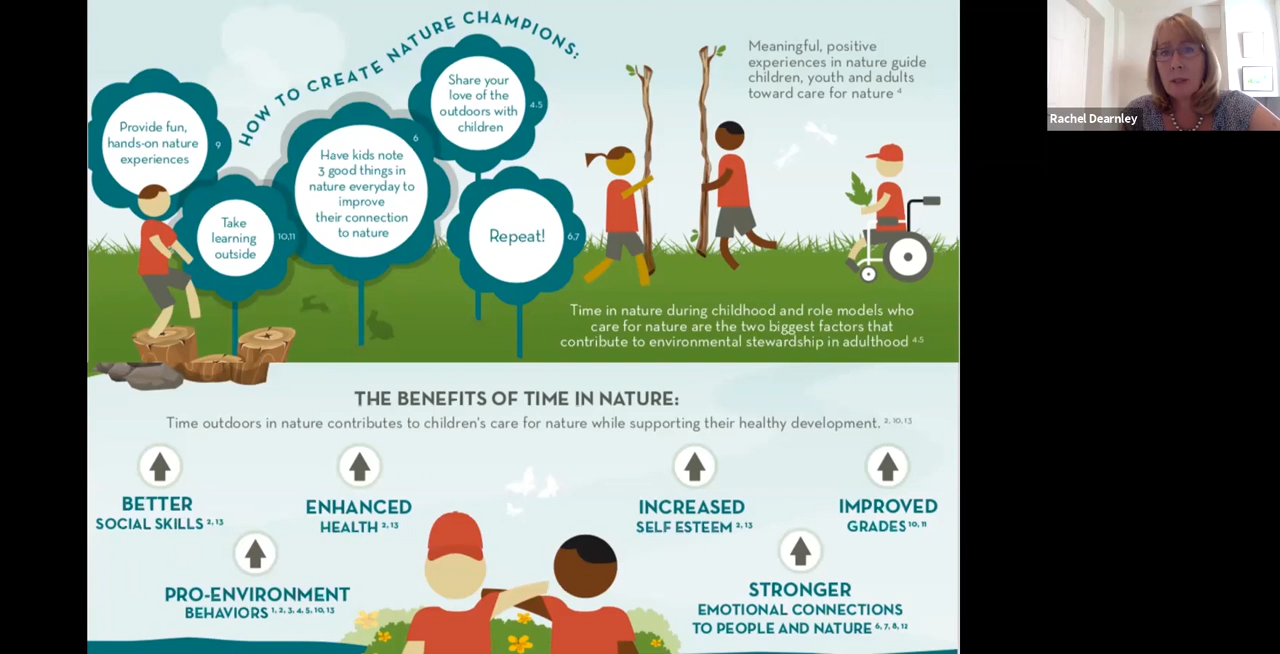 HOW TO CREATE NATURE CHAMPIONS:
Provide fun,
hands-on nature
experiences
9
Take
learning
outside
10,11
Have kids note
3 good things in
nature everyday to
improve
their connection
to nature
6
Share your
love of the
outdoors with
children
4.5
Repeat!
6,7
Meaningful, positive
experiences in nature guide
children, youth and adults
toward care for nature 4
Rachel Dearnley
Time in nature during childhood and role models who
care for nature are the two biggest factors that
contribute to environmental stewardship in adulthood 4.5
THE BENEFITS OF TIME IN NATURE:
Time outdoors in nature contributes to children's care for nature while supporting their healthy development. 2, 10, 13
BETTER
SOCIAL SKILLS 2, 13
ENHANCED
HEALTH 2, 13
INCREASED
SELF ESTEEM 2, 13
IMPROVED
GRADES 10, 11
PRO-ENVIRONMENT
BEHAVIORS 1, 2, 3, 4, 5, 10, 13
STRONGER
EMOTIONAL CONNECTIONS
TO PEOPLE AND NATURE 6, 7, 8, 12